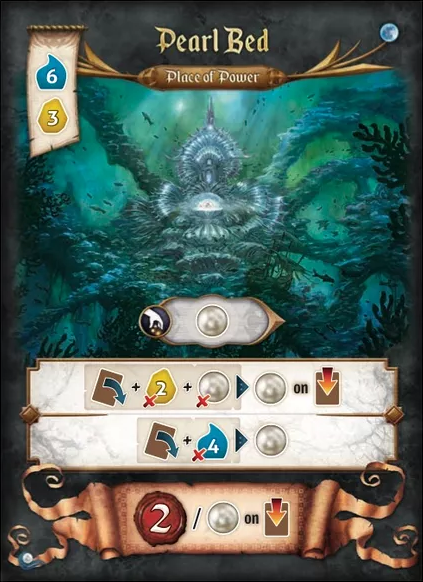 Pearl Bed
Place of Power
6
3
+ 2 + on
+ 4
2 / on